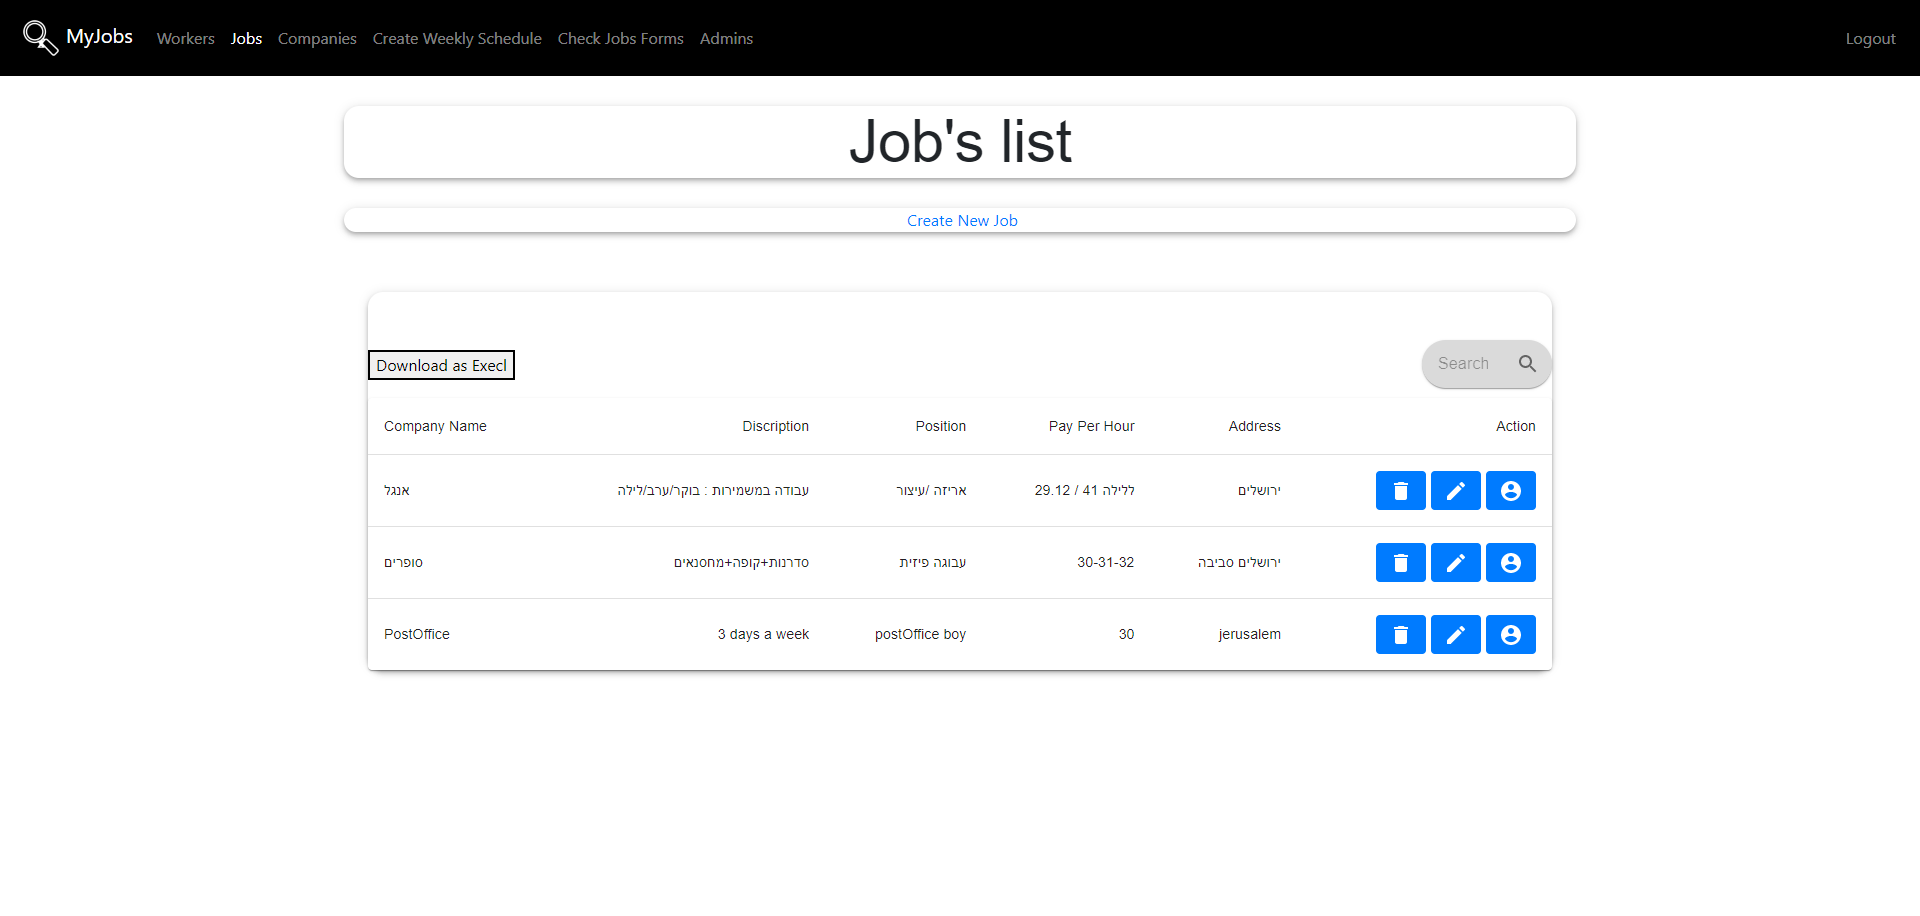 MyJobs Workers Jobs Companies Create Weekly Schedule Check Jobs Forms Admins Logout
Job's list
Create New Job
Download as Execl Search
Company Name Discription Position Pay Per Hour Address Action
אנגל עבודה במשמירות : בוקר/ערב/לילה אריזה /עיצור 29.12 / 41 ללילה ירושלים
סופרים סדרנות+קופה+מחסנאים עבוגה פיזית 30-31-32 ירושלים סביבה
PostOffice 3 days a week postOffice boy 30 jerusalem